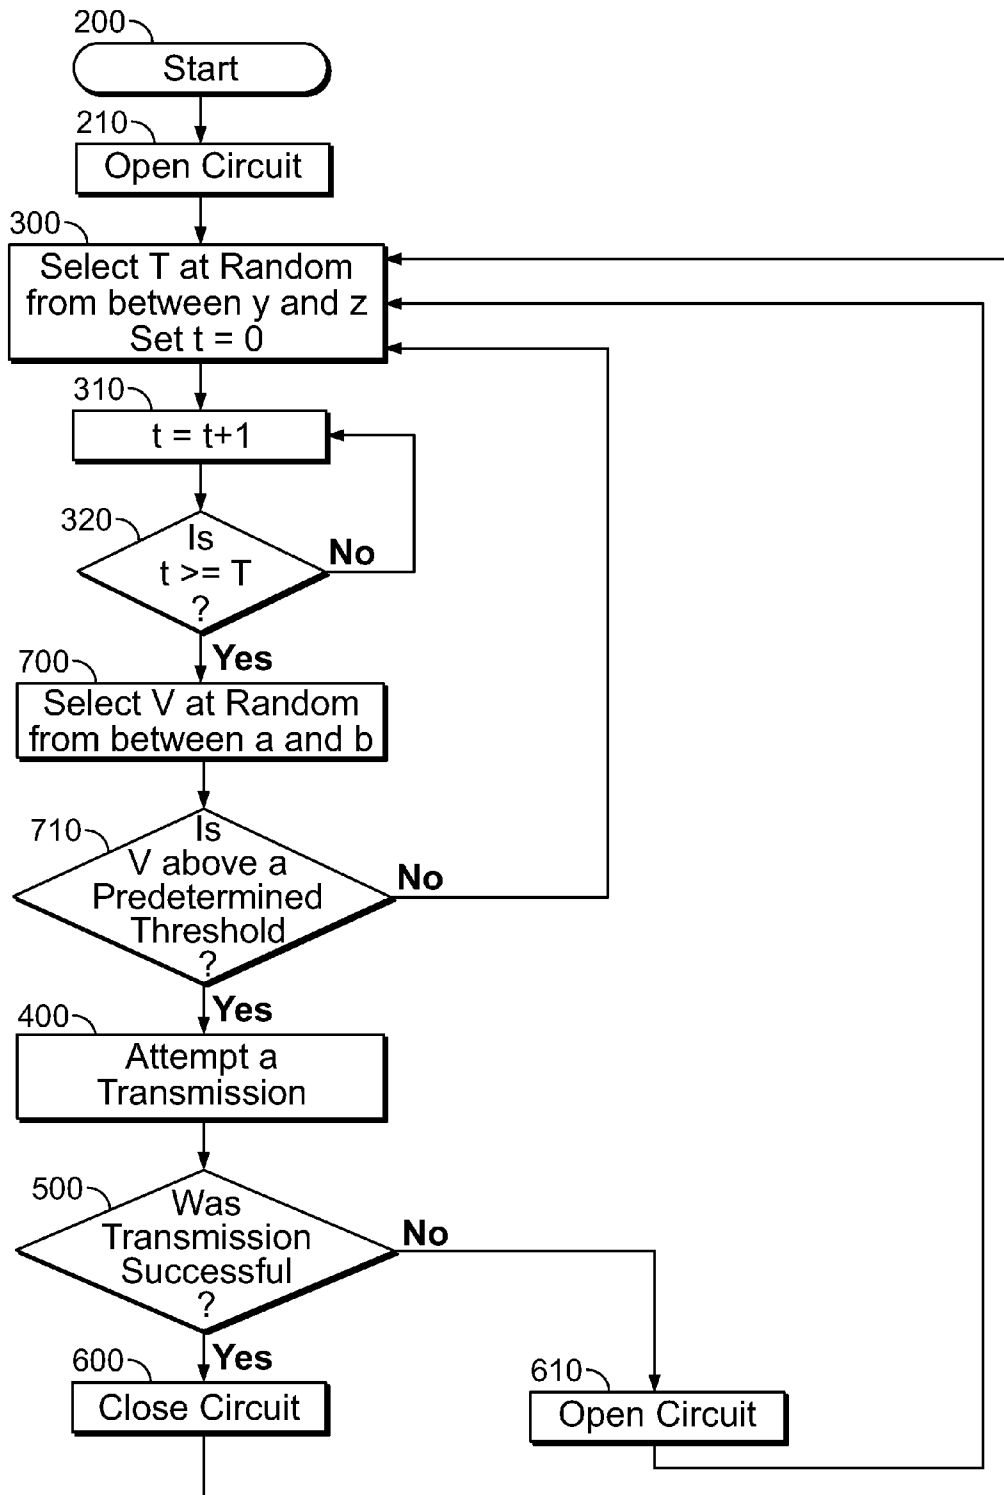 200
Start
210
Open Circuit
300
Select T at Random
from between y and z
Set t = 0
310
t = t+1
320
Is
t >= T
?
No
Yes
700
Select V at Random
from between a and b
710
Is
V above a
Predetermined
Threshold
?
No
Yes
400
Attempt a
Transmission
500
Was
Transmission
Successful
?
No
Yes
600
Close Circuit
610
Open Circuit